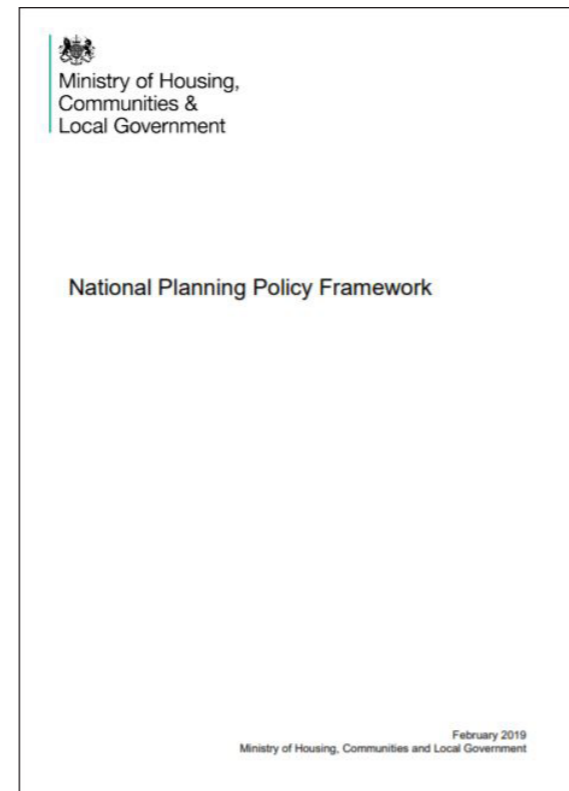 Ministry of Housing,
Communities &
Local Government
National Planning Policy Framework
February 2019
Ministry of Housing, Communities and Local Government